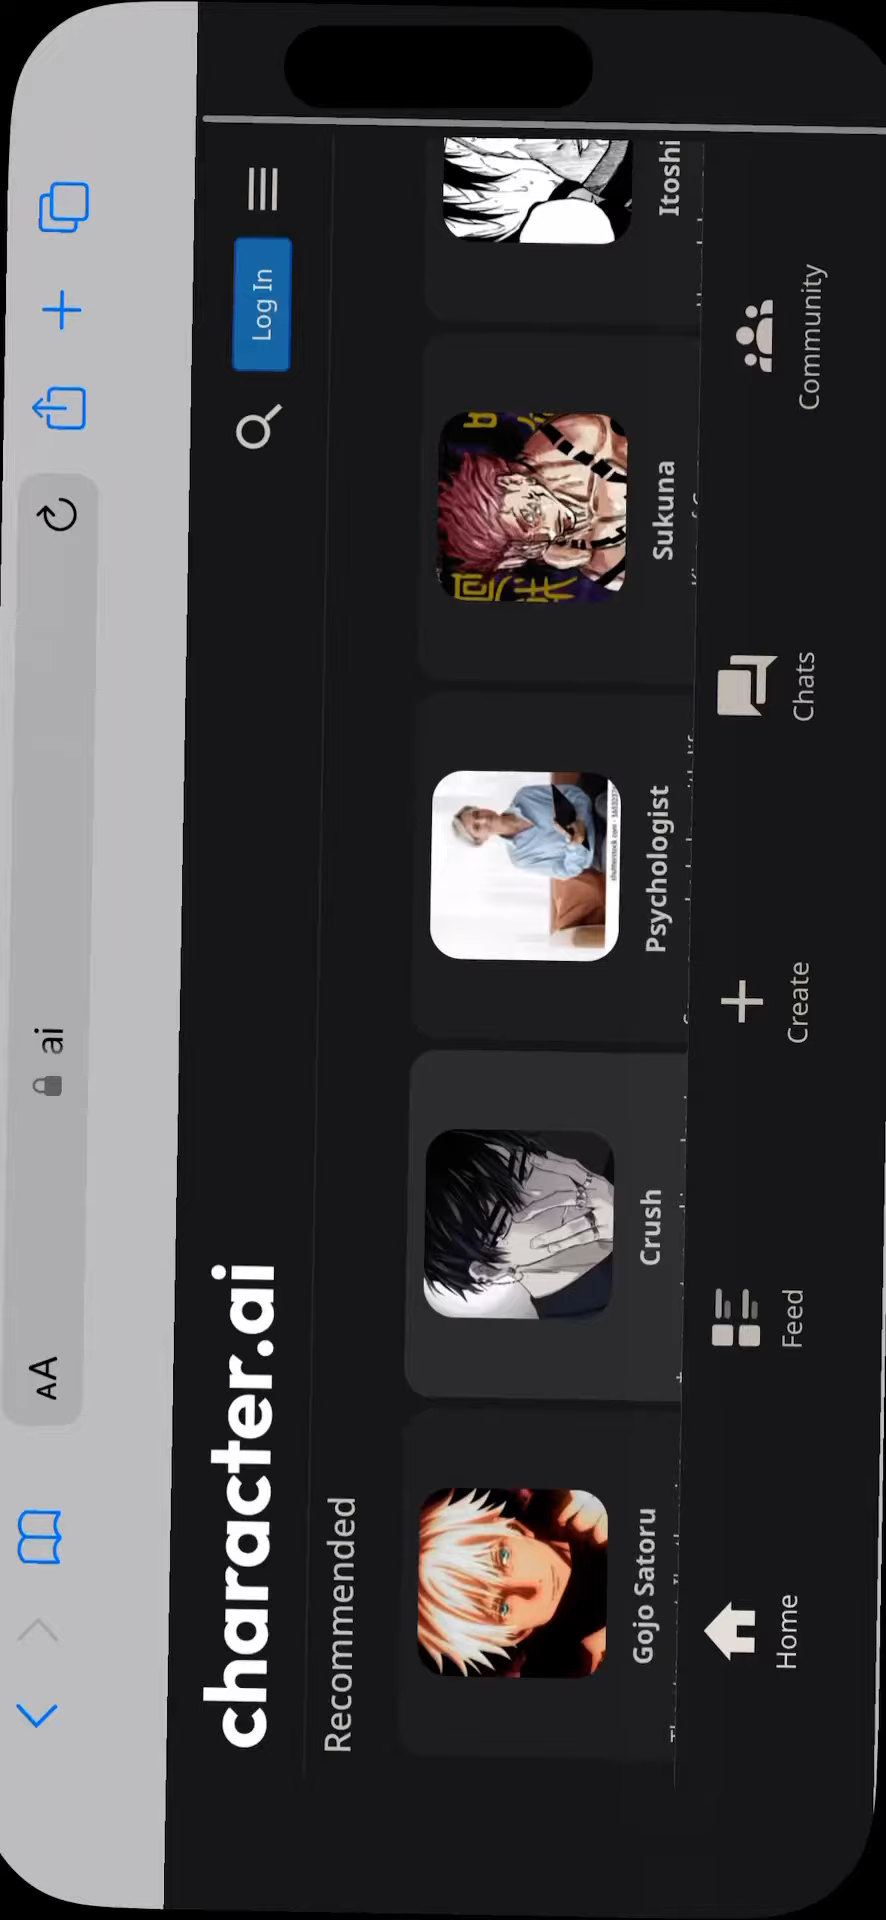 AA
ai
character.ai
Log In
Recommended
Gojo Satoru
Crush
Psychologist
Sukuna
Itoshi
Home
Feed
Create
Chats
Community